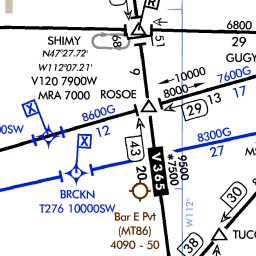 6800
29
SHIMY
N47°27.72'
W112°07.21'
V120 7900W
MRA 7000
68
51
9
GUGY
10000
7600G
8000
17
13
29
ROSOE
8600G
12
00SW
X
X
43
8300G
27
V 365
*7500
9500
20
BRCKN
T276 10000SW
W112°
30
Bar E Pvt
(MT86)
4090 - 50
38
TUC